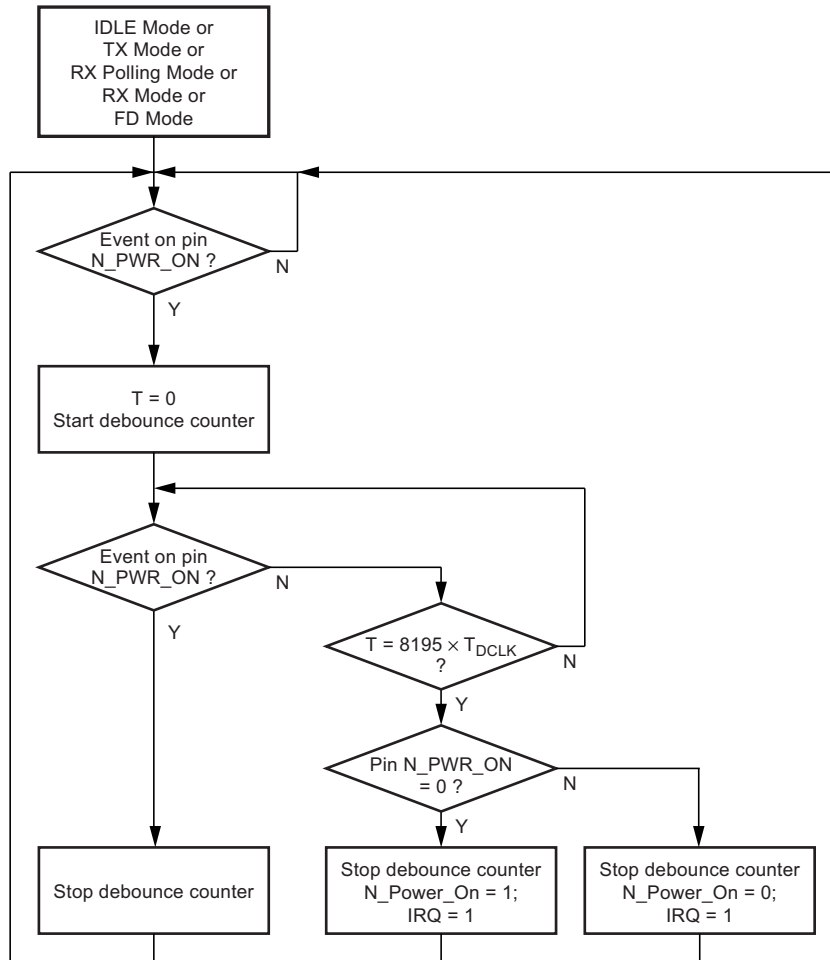 IDLE Mode or
TX Mode or
RX Polling Mode or
RX Mode or
FD Mode
Event on pin
N_PWR_ON ?
N
Y
T = 0
Start debounce counter
Event on pin
N_PWR_ON ?
N
Y
T = 8195 × TDCLK
?
N
Y
Pin N_PWR_ON
= 0 ?
N
Y
Stop debounce counter
Stop debounce counter
N_Power_On = 1;
IRQ = 1
Stop debounce counter
N_Power_On = 0;
IRQ = 1